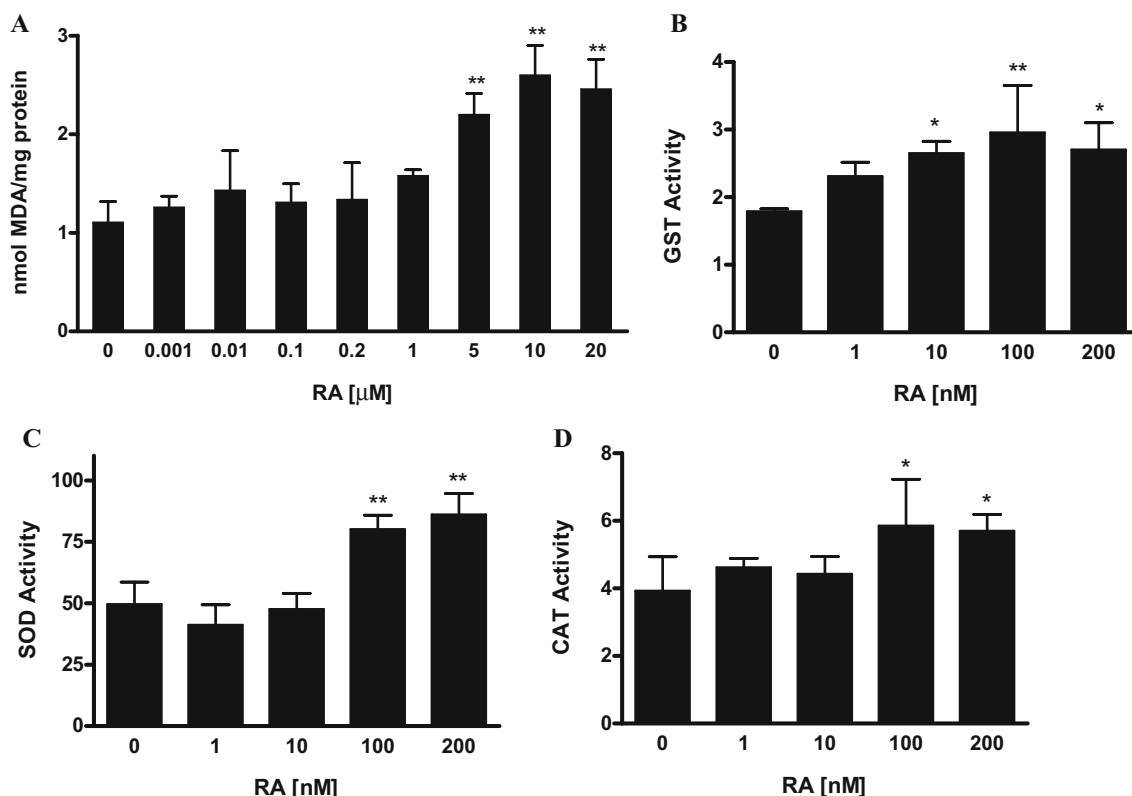 A
nmol MDA/mg protein
3
2
1
0
** ** **
0 0.001 0.01 0.1 0.2 1 5 10 20
RA [μM]
B
GST Activity
4
3
2
1
0
* ** *
0 1 10 100 200
RA [nM]
C
SOD Activity
100
75
50
25
0
** **
0 1 10 100 200
RA [nM]
D
CAT Activity
8
6
4
2
0
* *
0 1 10 100 200
RA [nM]